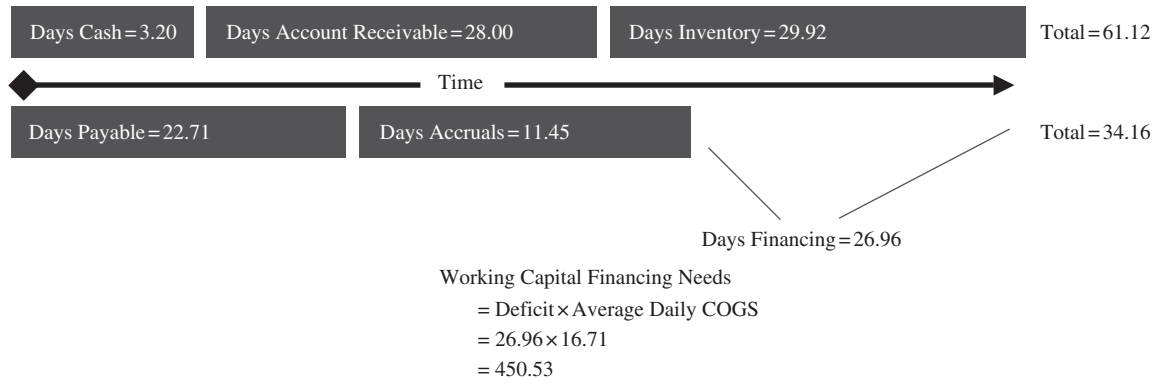 Days Cash=3.20 Days Account Receivable=28.00 Days Inventory=29.92 Total=61.12
Time
Days Payable=22.71 Days Accruals=11.45 Total=34.16
Days Financing=26.96
Working Capital Financing Needs
= Deficit×Average Daily COGS
= 26.96×16.71
= 450.53